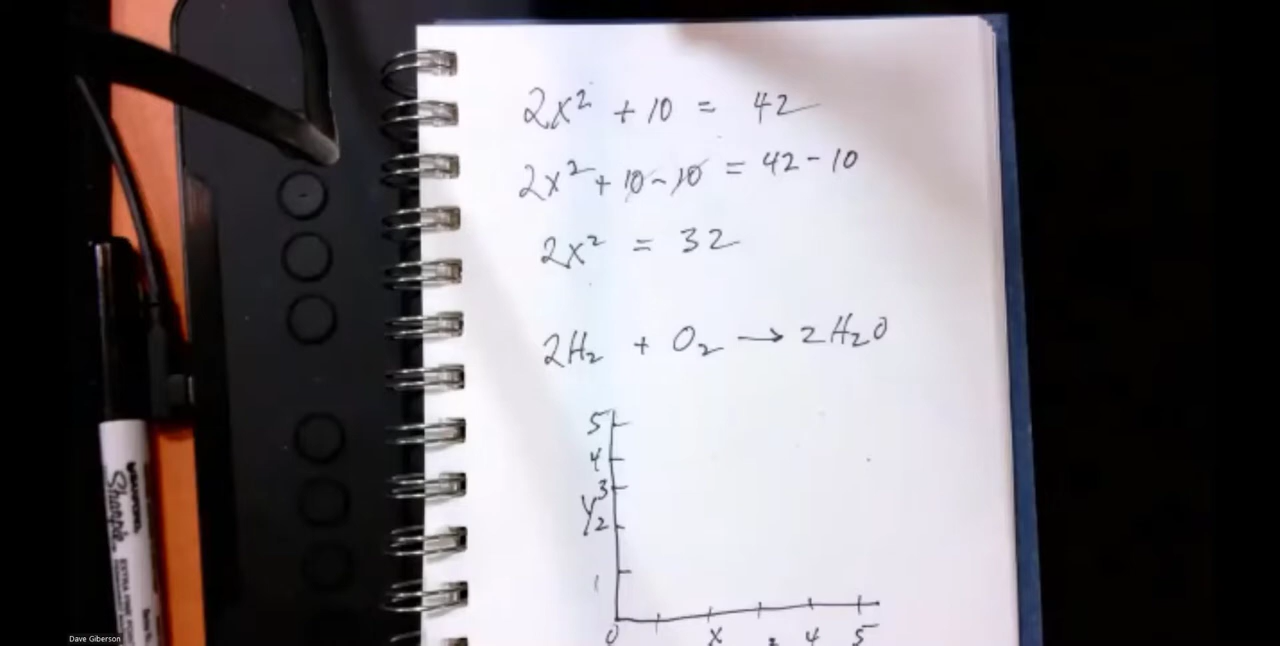 2x² + 10 = 42
2x² + 10 - 10 = 42 - 10
2x² = 32
2H₂ + O₂ → 2H₂O
5
4
3
Y
2
1
0 X 4 5
SANFORD
Sharpie
Dave Giberson